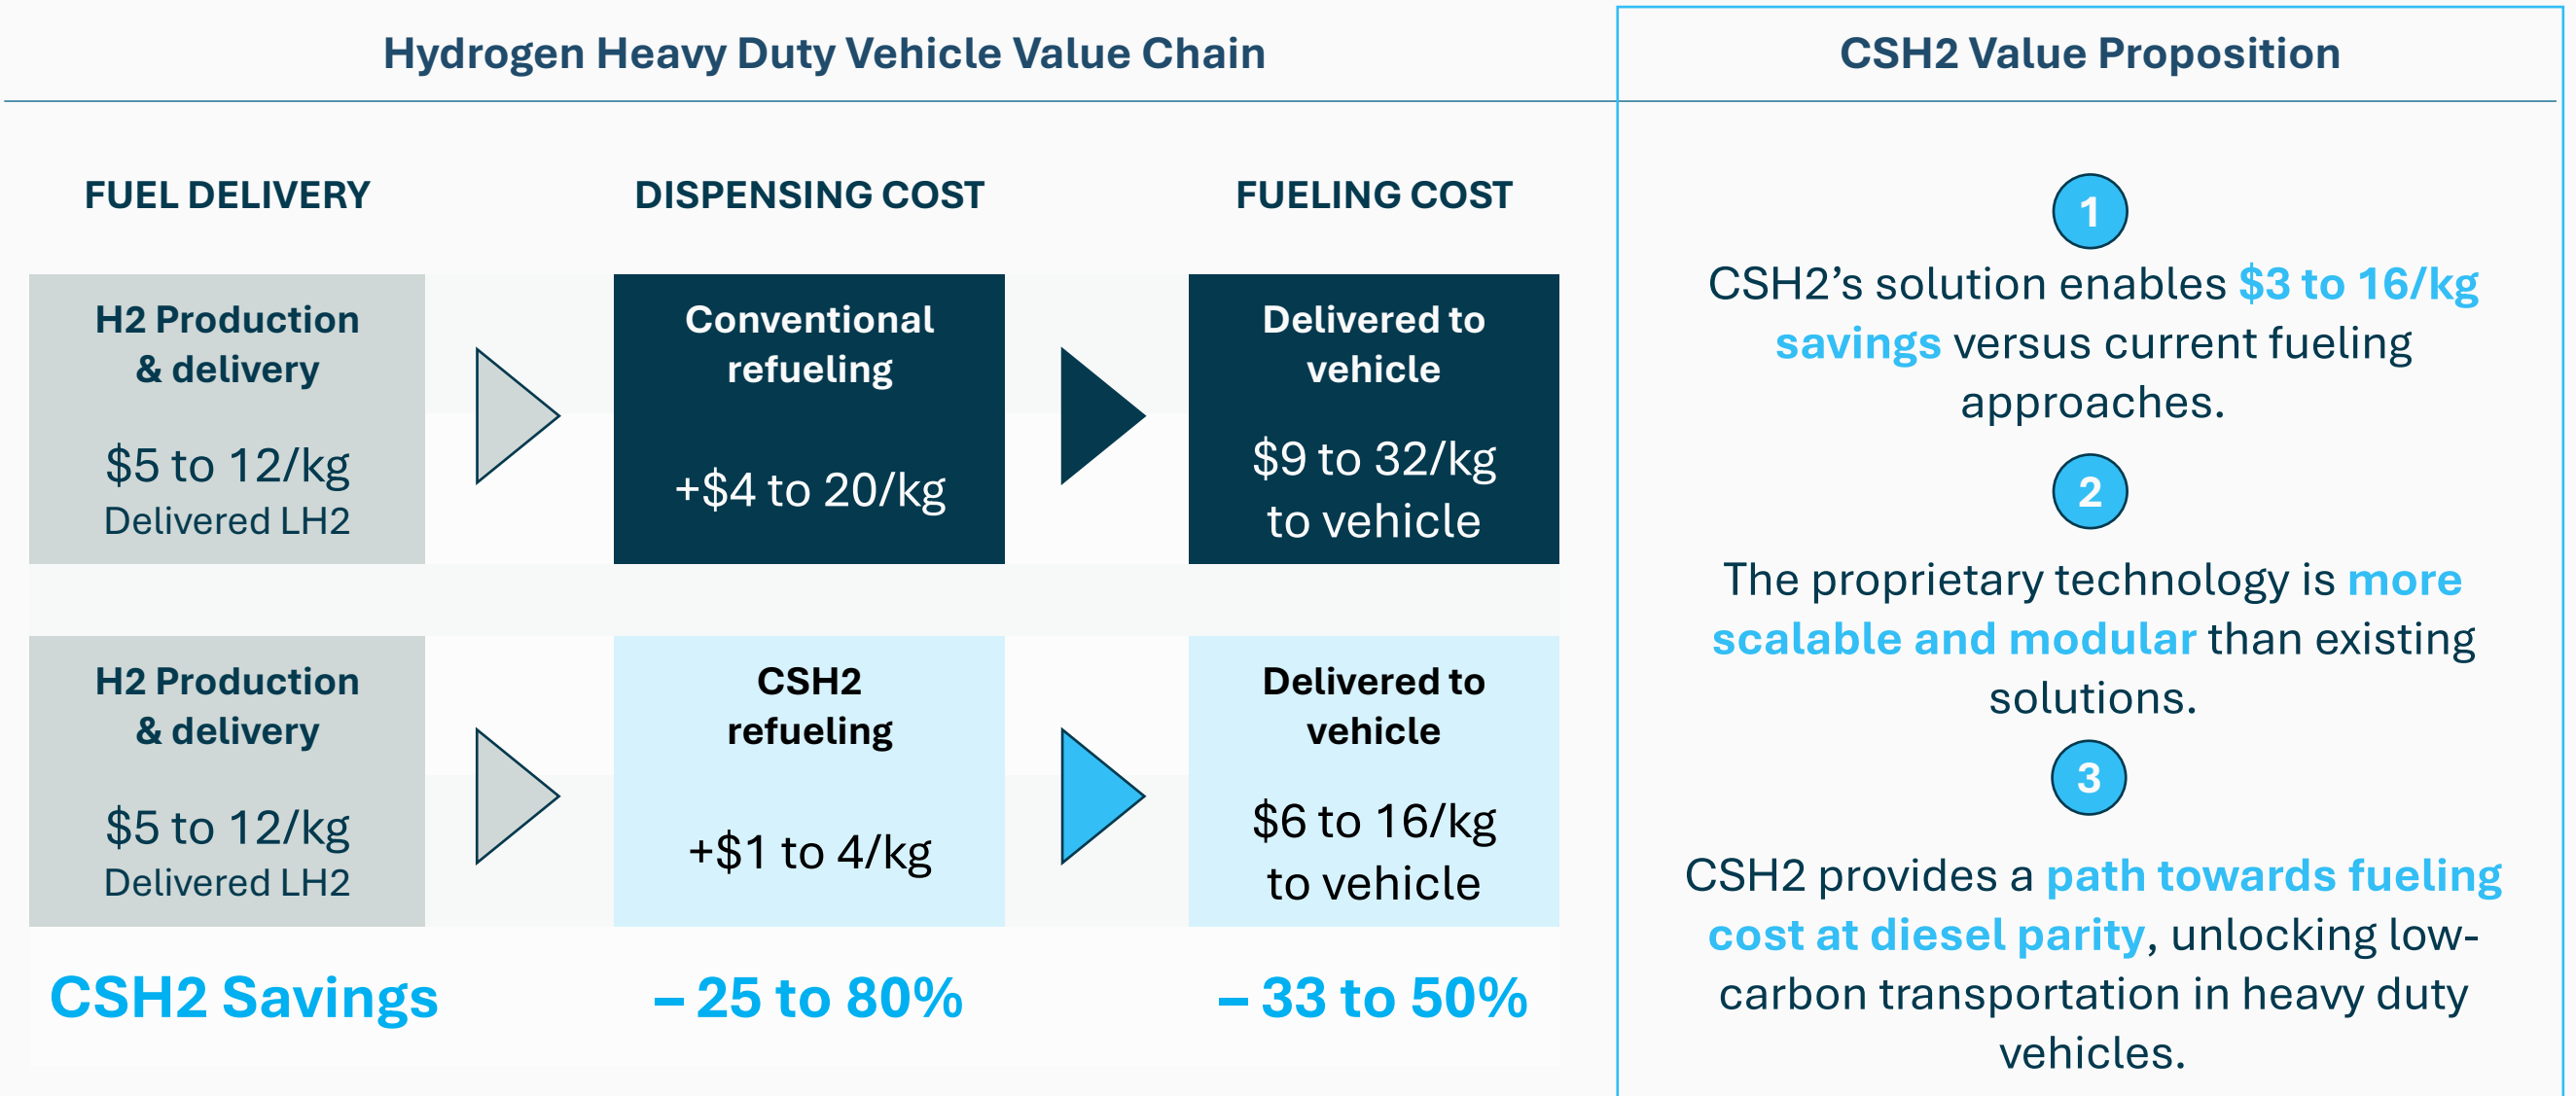 Hydrogen Heavy Duty Vehicle Value Chain
FUEL DELIVERY
DISPENSING COST
FUELING COST
H2 Production
& delivery
$5 to 12/kg
Delivered LH2
Conventional
refueling
+$4 to 20/kg
Delivered to
vehicle
$9 to 32/kg
to vehicle
H2 Production
& delivery
$5 to 12/kg
Delivered LH2
CSH2
refueling
+$1 to 4/kg
Delivered to
vehicle
$6 to 16/kg
to vehicle
CSH2 Savings
– 25 to 80%
– 33 to 50%
CSH2 Value Proposition
1
CSH2’s solution enables $3 to 16/kg
savings versus current fueling
approaches.
2
The proprietary technology is more
scalable and modular than existing
solutions.
3
CSH2 provides a path towards fueling
cost at diesel parity, unlocking low-
carbon transportation in heavy duty
vehicles.